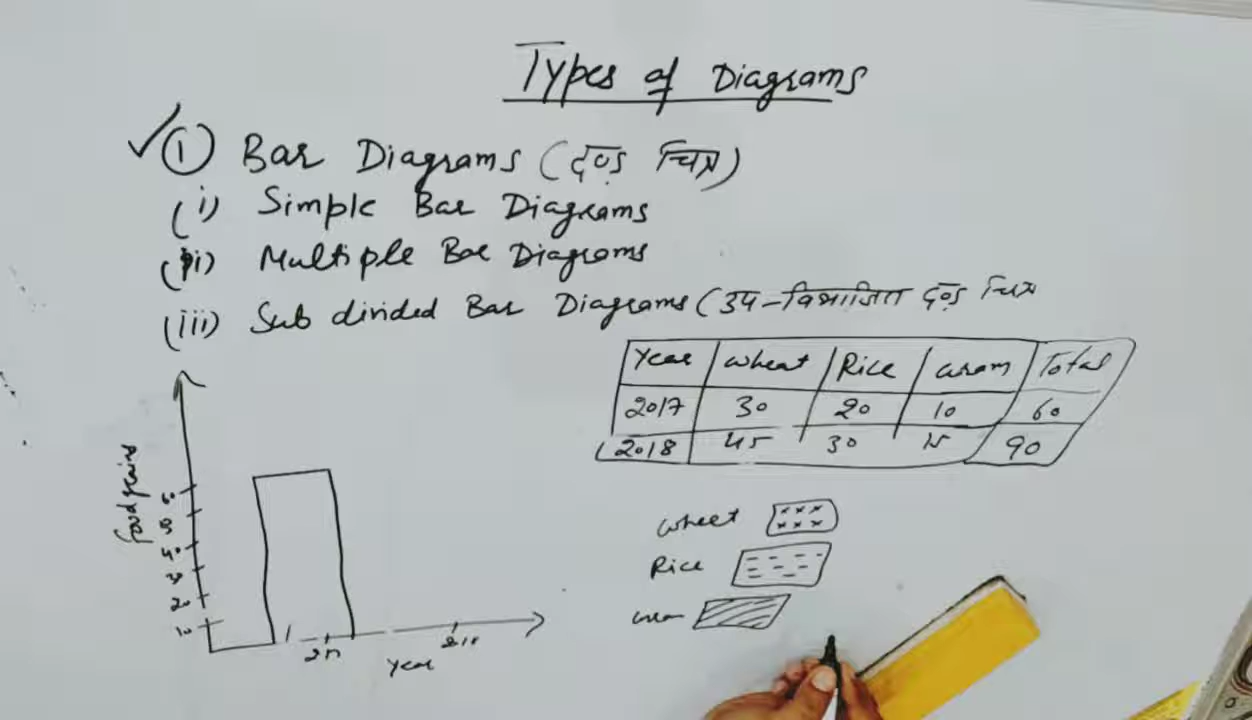 Types of Diagrams
✓① Bar Diagrams (दण्ड चित्र)
(i) Simple Bar Diagrams
(ii) Multiple Bar Diagrams
(iii) Sub divided Bar Diagrams (उप-विभाजित दण्ड चित्र
Year Wheat Rice Gram Total
2017 30 20 10 60
2018 45 30 15 90
food grains
60
50
40
30
20
10
Year
Wheat
Rice
Gram